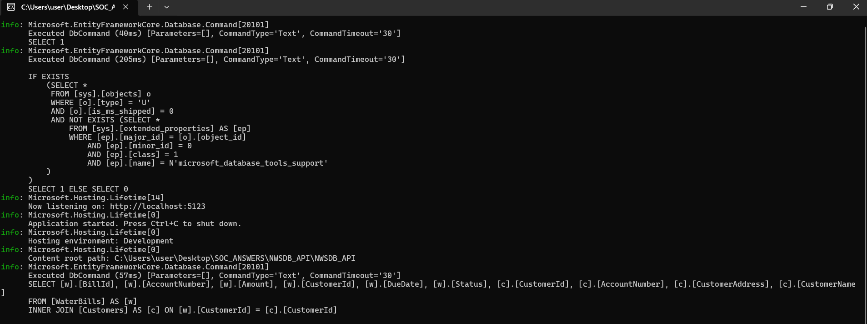 C:\Users\user\Desktop\SOC_A
info: Microsoft.EntityFrameworkCore.Database.Command[20101]
Executed DbCommand (40ms) [Parameters=[], CommandType='Text', CommandTimeout='30']
SELECT 1
info: Microsoft.EntityFrameworkCore.Database.Command[20101]
Executed DbCommand (205ms) [Parameters=[], CommandType='Text', CommandTimeout='30']
IF EXISTS
(SELECT *
FROM [sys].[objects] o
WHERE [o].[type] = 'U'
AND [o].[is_ms_shipped] = 0
AND NOT EXISTS (SELECT *
FROM [sys].[extended_properties] AS [ep]
WHERE [ep].[major_id] = [o].[object_id]
AND [ep].[minor_id] = 0
AND [ep].[class] = 1
AND [ep].[name] = N'microsoft_database_tools_support'
)
)
SELECT 1 ELSE SELECT 0
info: Microsoft.Hosting.Lifetime[14]
Now listening on: http://localhost:5123
info: Microsoft.Hosting.Lifetime[0]
Application started. Press Ctrl+C to shut down.
info: Microsoft.Hosting.Lifetime[0]
Hosting environment: Development
info: Microsoft.Hosting.Lifetime[0]
Content root path: C:\Users\user\Desktop\SOC_ANSWERS\NWSDB_API\NWSDB_API
info: Microsoft.EntityFrameworkCore.Database.Command[20101]
Executed DbCommand (57ms) [Parameters=[], CommandType='Text', CommandTimeout='30']
SELECT [w].[BillId], [w].[AccountNumber], [w].[Amount], [w].[CustomerId], [w].[DueDate], [w].[Status], [c].[CustomerId], [c].[AccountNumber], [c].[CustomerAddress], [c].[CustomerName
]
FROM [WaterBills] AS [w]
INNER JOIN [Customers] AS [c] ON [w].[CustomerId] = [c].[CustomerId]